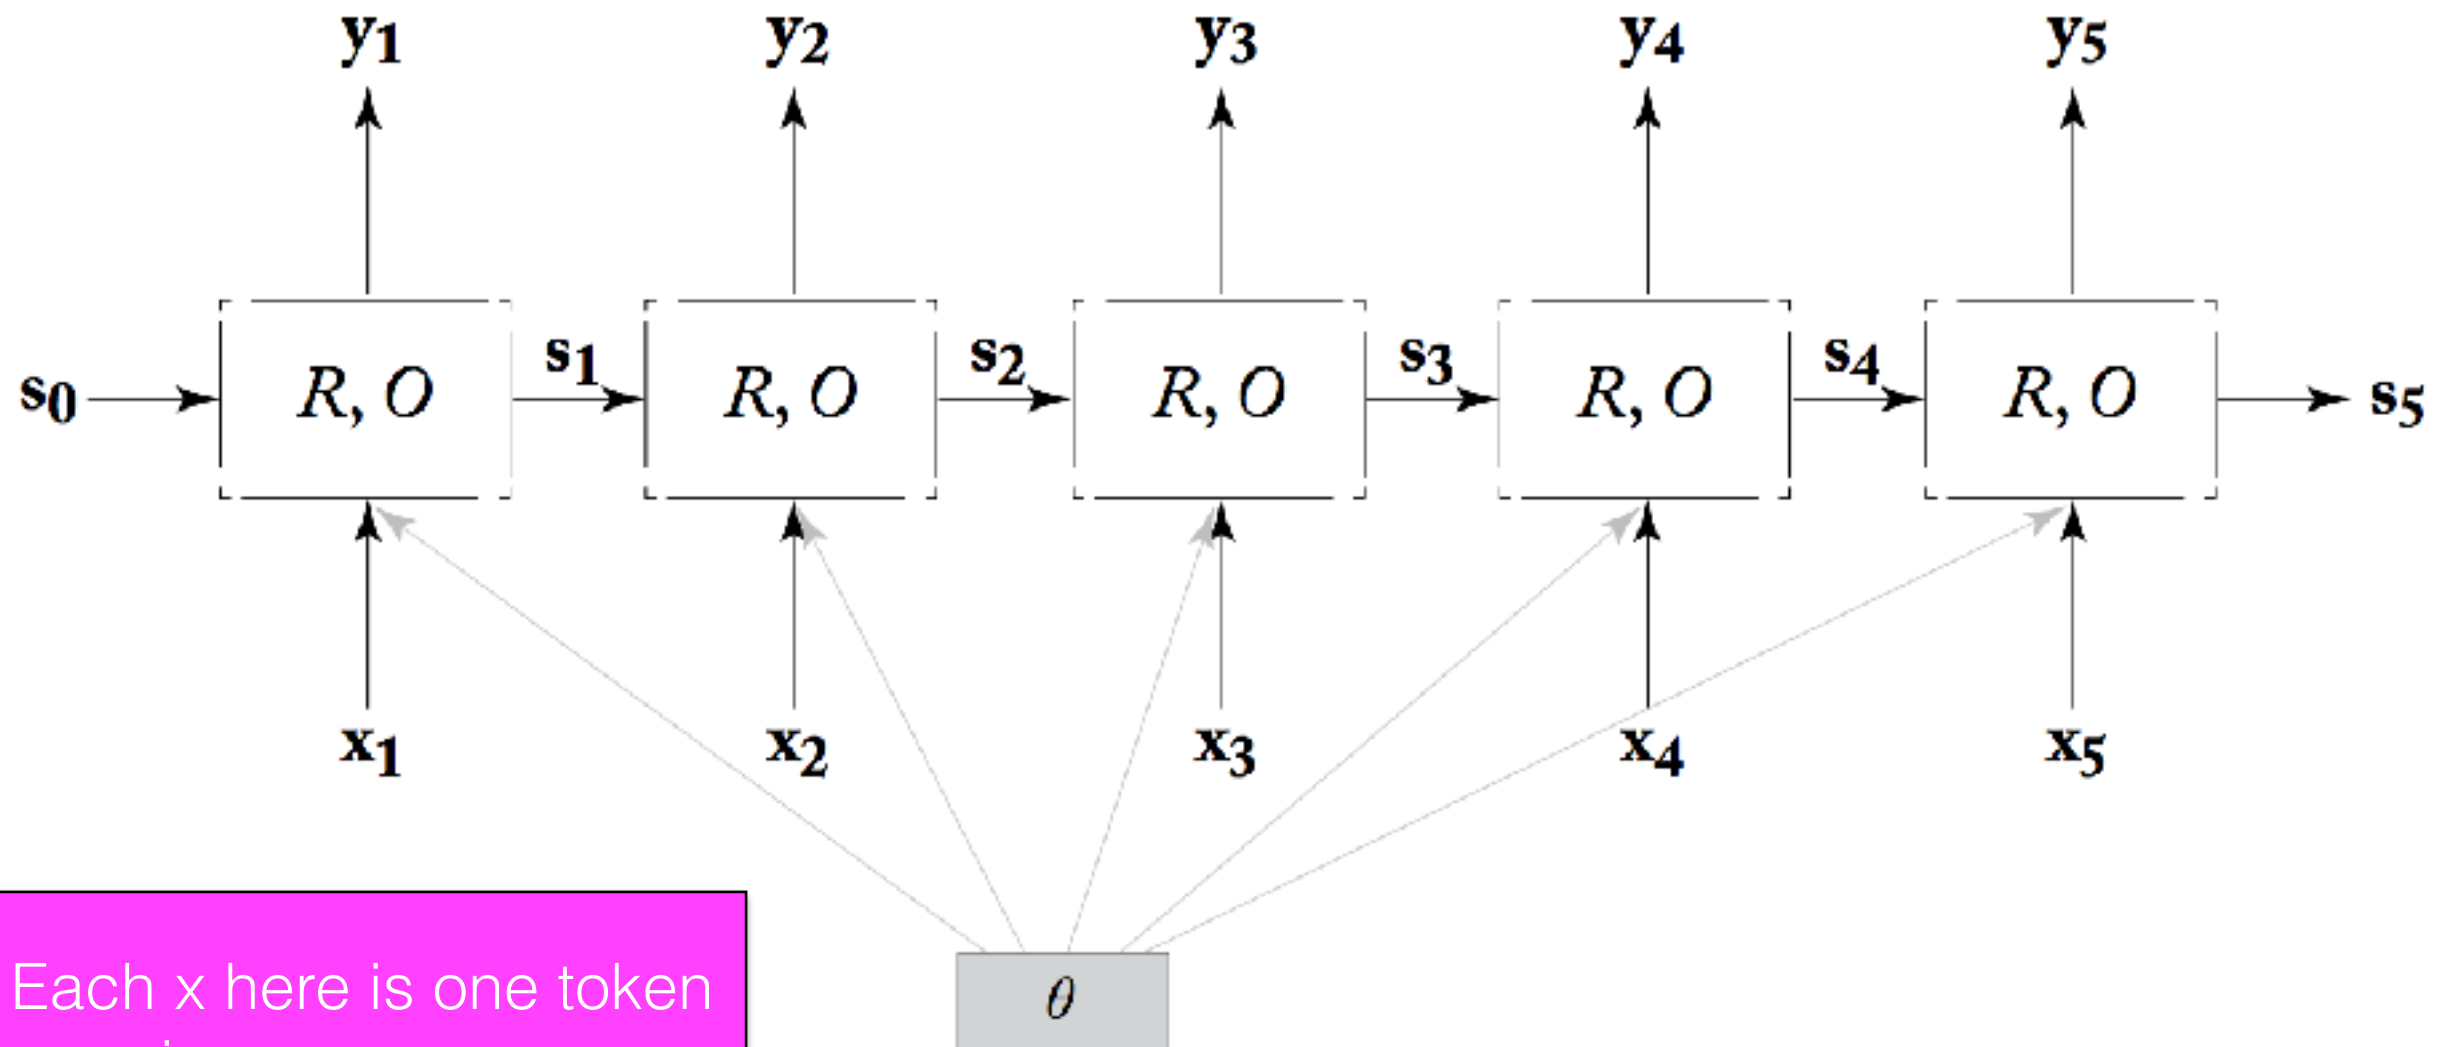 y1 y2 y3 y4 y5
s0 R, O s1 R, O s2 R, O s3 R, O s4 R, O s5
x1 x2 x3 x4 x5
Each x here is one token
θ